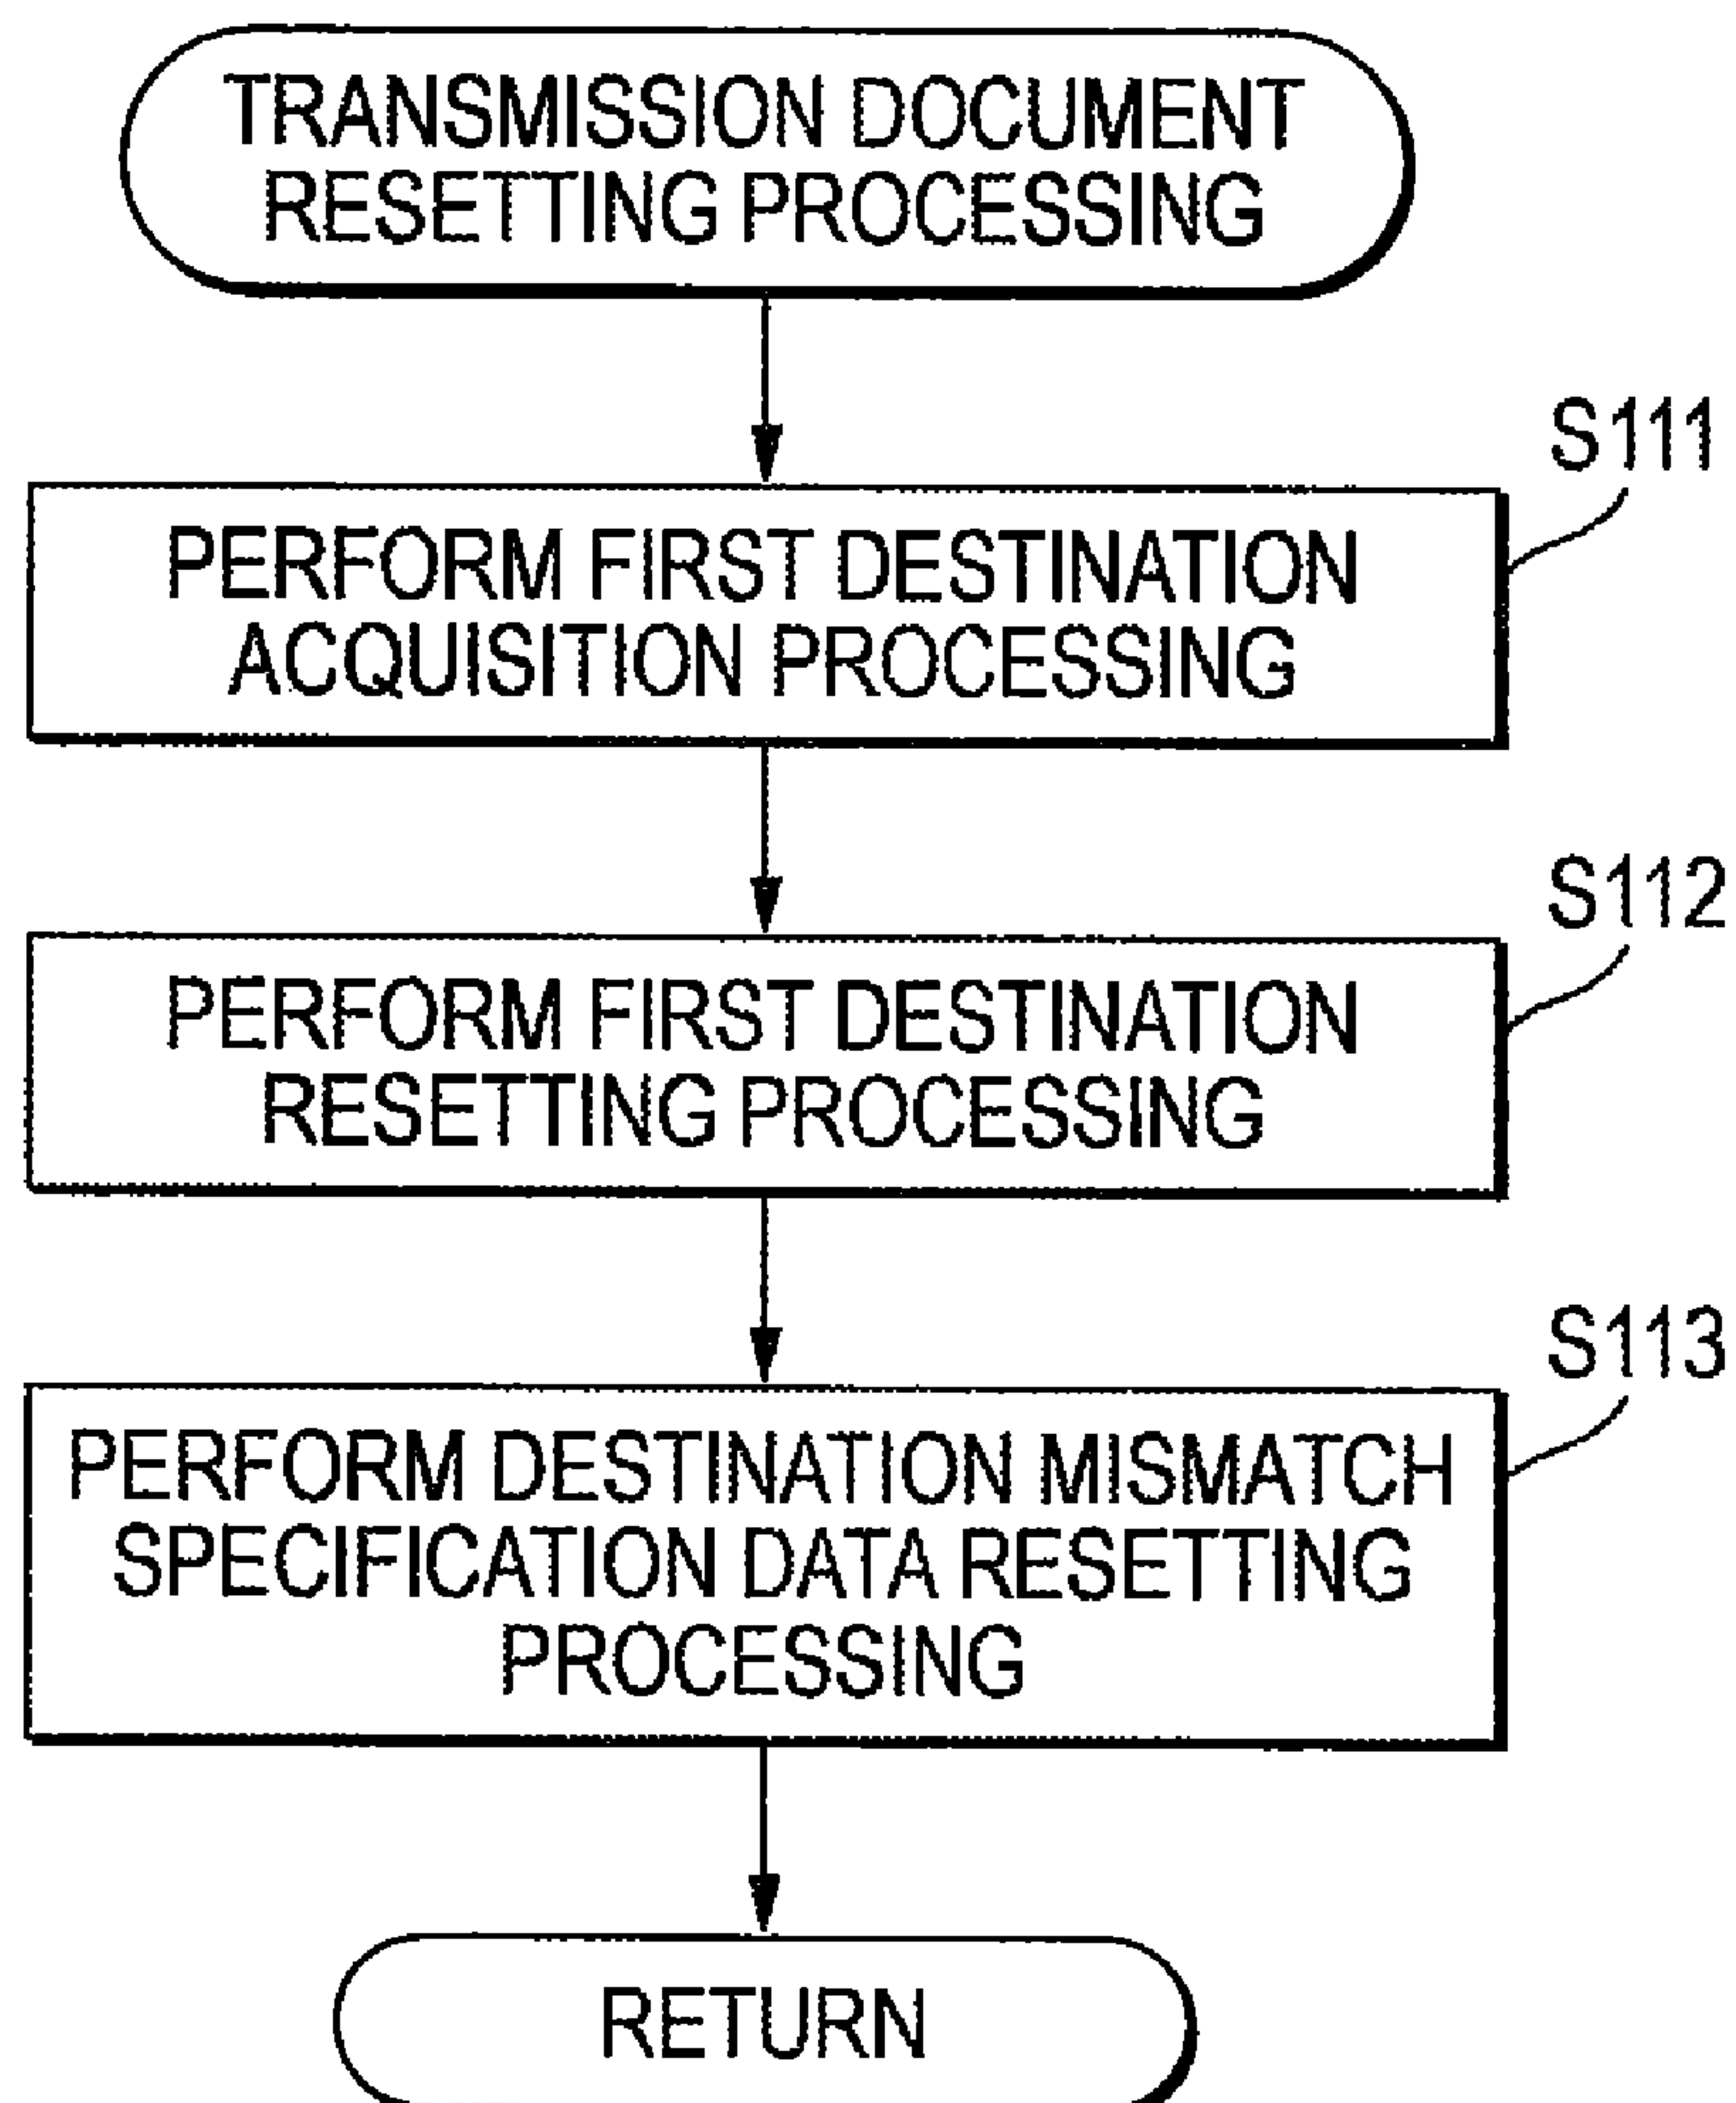 TRANSMISSION DOCUMENT
RESETTING PROCESSING
S111
PERFORM FIRST DESTINATION
ACQUISITION PROCESSING
S112
PERFORM FIRST DESTINATION
RESETTING PROCESSING
S113
PERFORM DESTINATION MISMATCH
SPECIFICATION DATA RESETTING
PROCESSING
RETURN